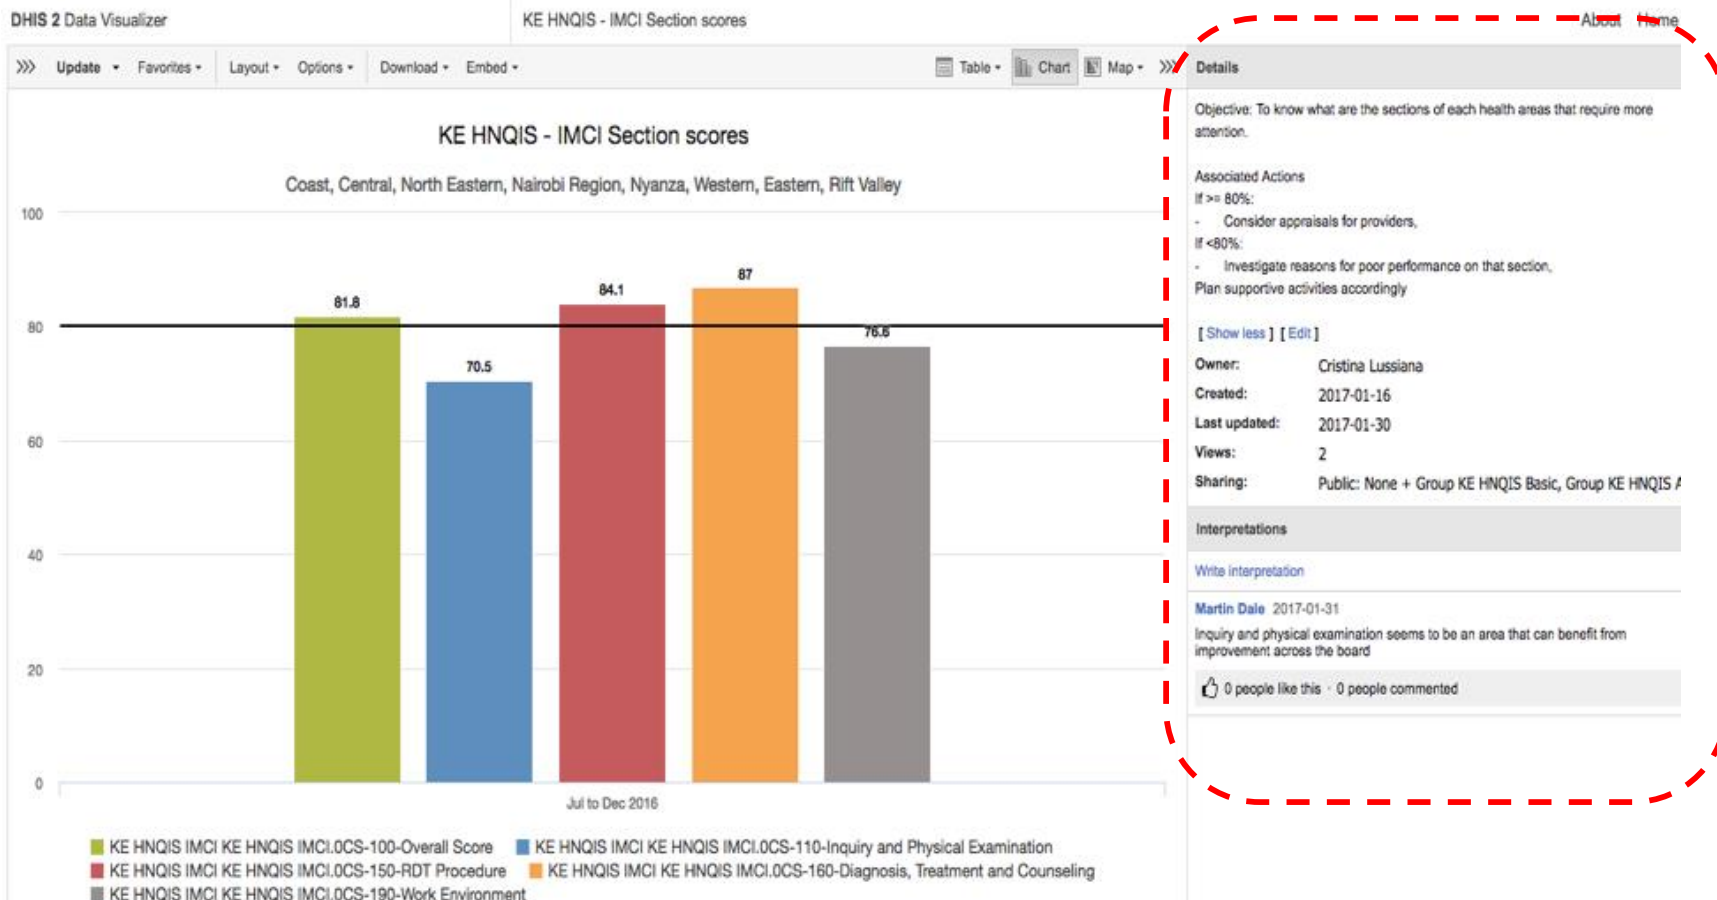 DHIS 2 Data Visualizer
KE HNQIS - IMCI Section scores
About Home
Update Favorites Layout Options Download Embed Table Chart Map
KE HNQIS - IMCI Section scores
Coast, Central, North Eastern, Nairobi Region, Nyanza, Western, Eastern, Rift Valley
100
80
60
40
20
0
81.8
70.5
84.1
87
76.6
Jul to Dec 2016
KE HNQIS IMCI KE HNQIS IMCI.0CS-100-Overall Score
KE HNQIS IMCI KE HNQIS IMCI.0CS-110-Inquiry and Physical Examination
KE HNQIS IMCI KE HNQIS IMCI.0CS-150-RDT Procedure
KE HNQIS IMCI KE HNQIS IMCI.0CS-160-Diagnosis, Treatment and Counseling
KE HNQIS IMCI KE HNQIS IMCI.0CS-190-Work Environment
Details
Objective: To know what are the sections of each health areas that require more
attention.
Associated Actions
If >= 80%:
- Consider appraisals for providers,
If <80%:
- Investigate reasons for poor performance on that section,
Plan supportive activities accordingly
[ Show less ] [ Edit ]
Owner: Cristina Lussiana
Created: 2017-01-16
Last updated: 2017-01-30
Views: 2
Sharing: Public: None + Group KE HNQIS Basic, Group KE HNQIS A
Interpretations
Write interpretation
Martin Dale 2017-01-31
Inquiry and physical examination seems to be an area that can benefit from
improvement across the board
0 people like this · 0 people commented